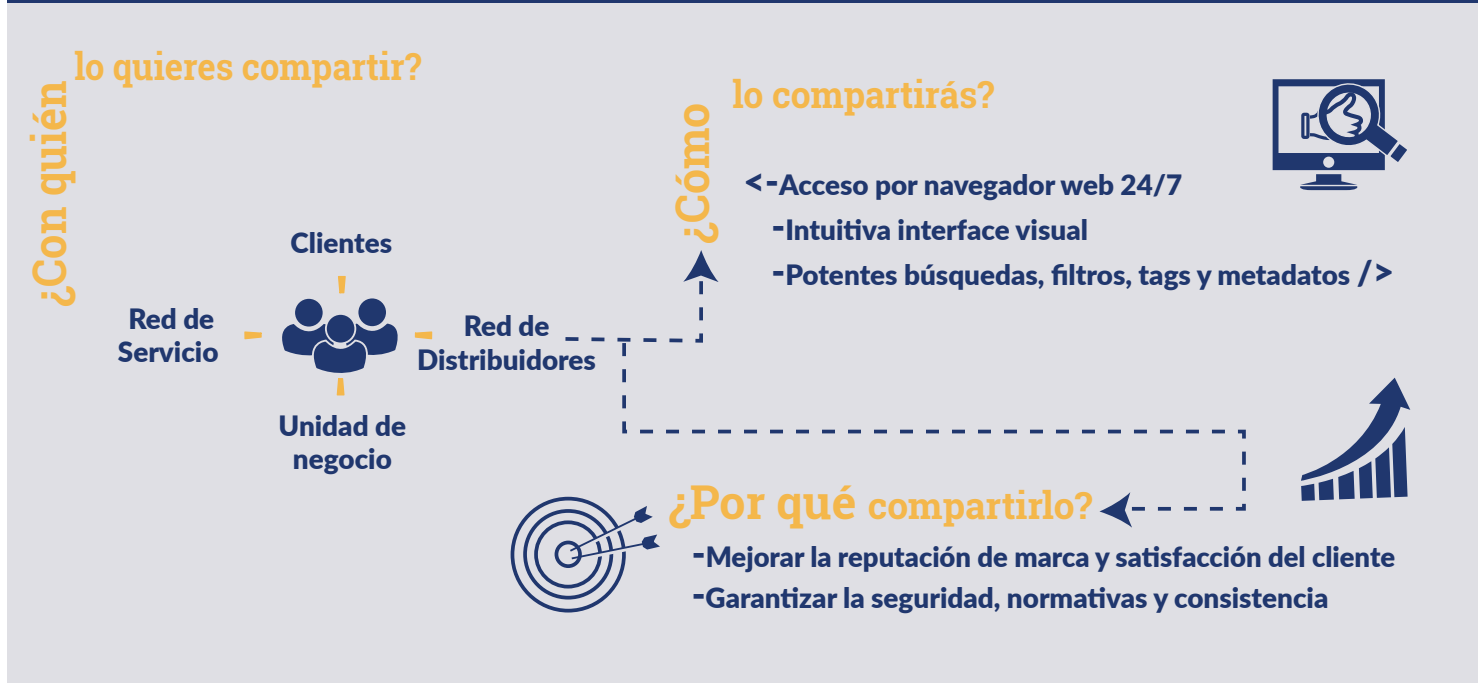 ¿Con quién
lo quieres compartir?
Clientes
Red de
Servicio
Red de
Distribuidores
Unidad de
negocio
¿Cómo
lo compartirás?
<-Acceso por navegador web 24/7
-Intuitiva interface visual
-Potentes búsquedas, filtros, tags y metadatos />
¿Por qué compartirlo?
-Mejorar la reputación de marca y satisfacción del cliente
-Garantizar la seguridad, normativas y consistencia